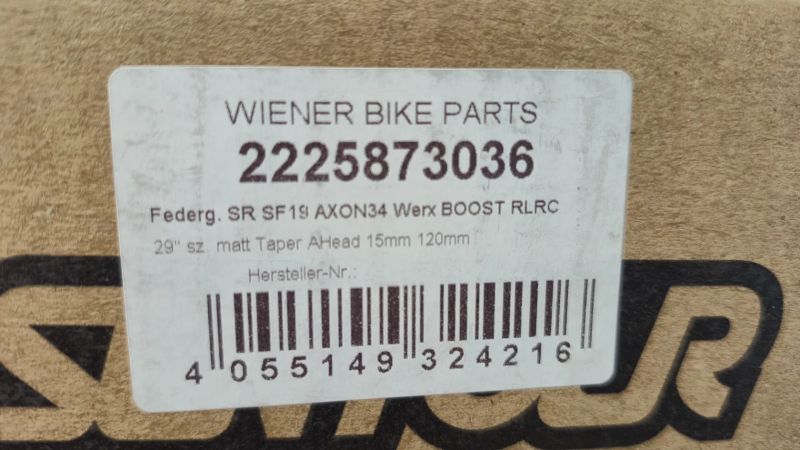 WIENER BIKE PARTS
2225873036
Federg. SR SF19 AXON34 Werx BOOST RLRC
29" sz. matt Taper AHead 15mm 120mm
Hersteller-Nr.:
4 055149 324216